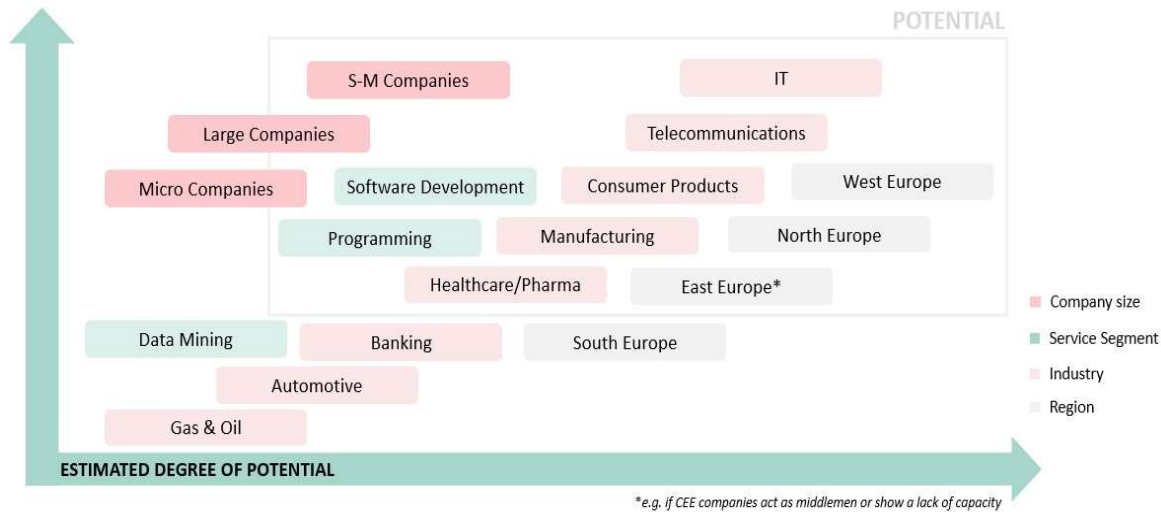 POTENTIAL
S-M Companies
IT
Large Companies
Telecommunications
Micro Companies
Software Development
Consumer Products
West Europe
Programming
Manufacturing
North Europe
Healthcare/Pharma
East Europe*
Data Mining
Banking
South Europe
Automotive
Gas & Oil
Company size
Service Segment
Industry
Region
ESTIMATED DEGREE OF POTENTIAL
*e.g. if CEE companies act as middlemen or show a lack of capacity